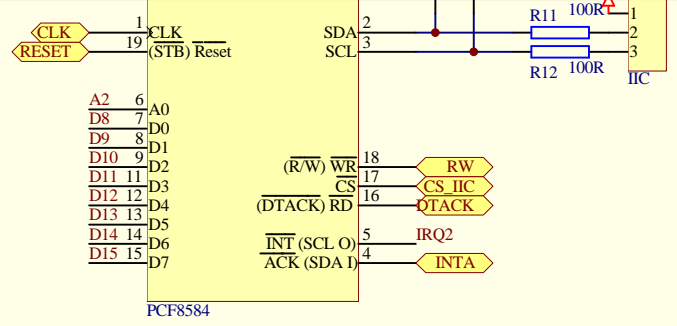 R11 100R 1
CLK 1 CLK SDA 2 2
RESET 19 (STB) Reset SCL 3 3
R12 100R IIC
A2 6 A0
D8 7 D0
D9 8 D1
D10 9 D2 (R/W) WR 18 RW
D11 11 D3 CS 17 CS_IIC
D12 12 D4 (DTACK) RD 16 DTACK
D13 13 D5
D14 14 D6 INT (SCL O) 5 IRQ2
D15 15 D7 ACK (SDA I) 4 INTA
PCF8584